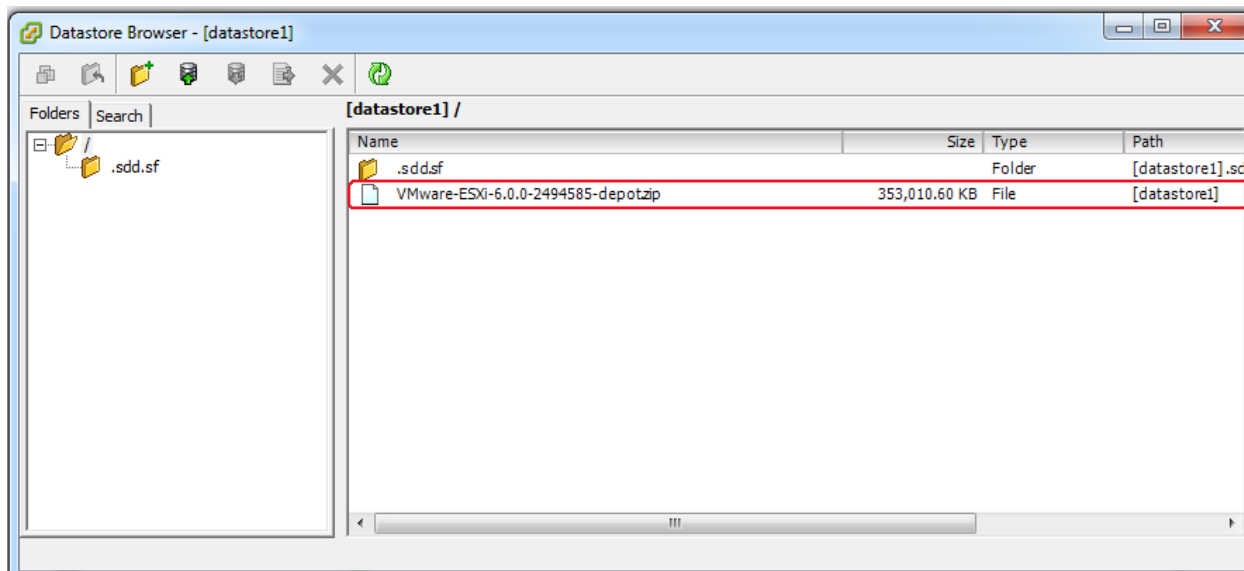 Datastore Browser - [datastore1]
Folders Search
[datastore1] /
/
.sdd.sf
Name Size Type Path
.sdd.sf Folder [datastore1] .sd
VMware-ESXi-6.0.0-2494585-depot.zip 353,010.60 KB File [datastore1]